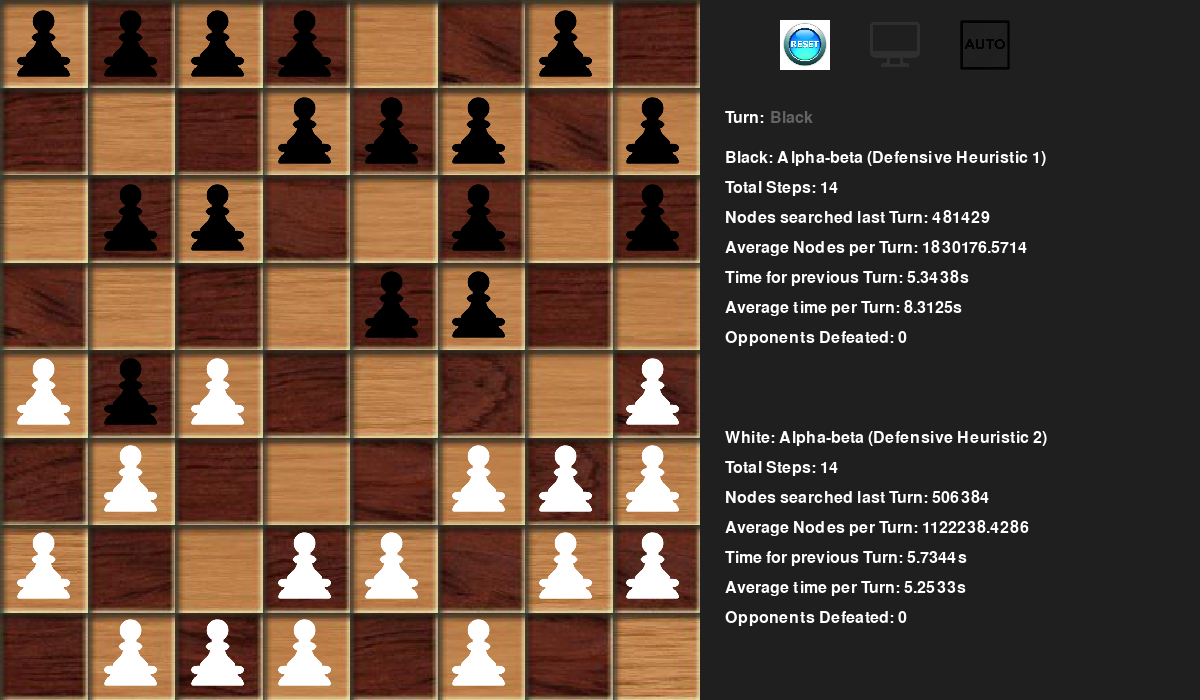 RESET
AUTO
Turn: Black
Black: Alpha-beta (Defensive Heuristic 1)
Total Steps: 14
Nodes searched last Turn: 481429
Average Nodes per Turn: 1830176.5714
Time for previous Turn: 5.3438s
Average time per Turn: 8.3125s
Opponents Defeated: 0
White: Alpha-beta (Defensive Heuristic 2)
Total Steps: 14
Nodes searched last Turn: 506384
Average Nodes per Turn: 1122238.4286
Time for previous Turn: 5.7344s
Average time per Turn: 5.2533s
Opponents Defeated: 0